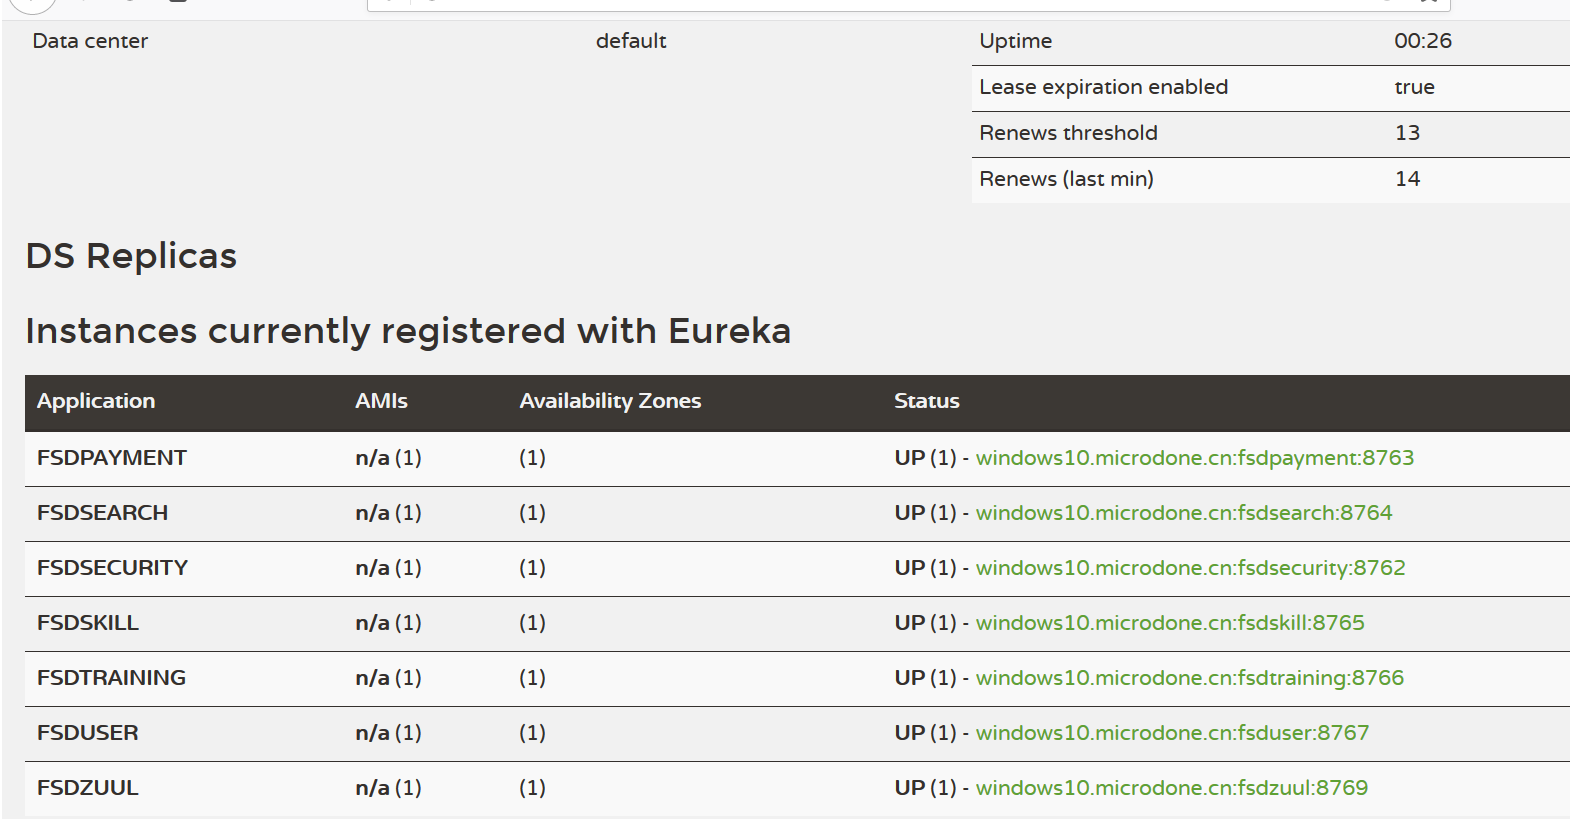 Data center default Uptime 00:26
Lease expiration enabled true
Renews threshold 13
Renews (last min) 14
DS Replicas
Instances currently registered with Eureka
Application AMIs Availability Zones Status
FSDPAYMENT n/a (1) (1) UP (1) - windows10.microdone.cn:fsdpayment:8763
FSDSEARCH n/a (1) (1) UP (1) - windows10.microdone.cn:fsdsearch:8764
FSDSECURITY n/a (1) (1) UP (1) - windows10.microdone.cn:fsdsecurity:8762
FSDSKILL n/a (1) (1) UP (1) - windows10.microdone.cn:fsdskill:8765
FSDTRAINING n/a (1) (1) UP (1) - windows10.microdone.cn:fsdtraining:8766
FSDUSER n/a (1) (1) UP (1) - windows10.microdone.cn:fsduser:8767
FSDZUUL n/a (1) (1) UP (1) - windows10.microdone.cn:fsdzuul:8769